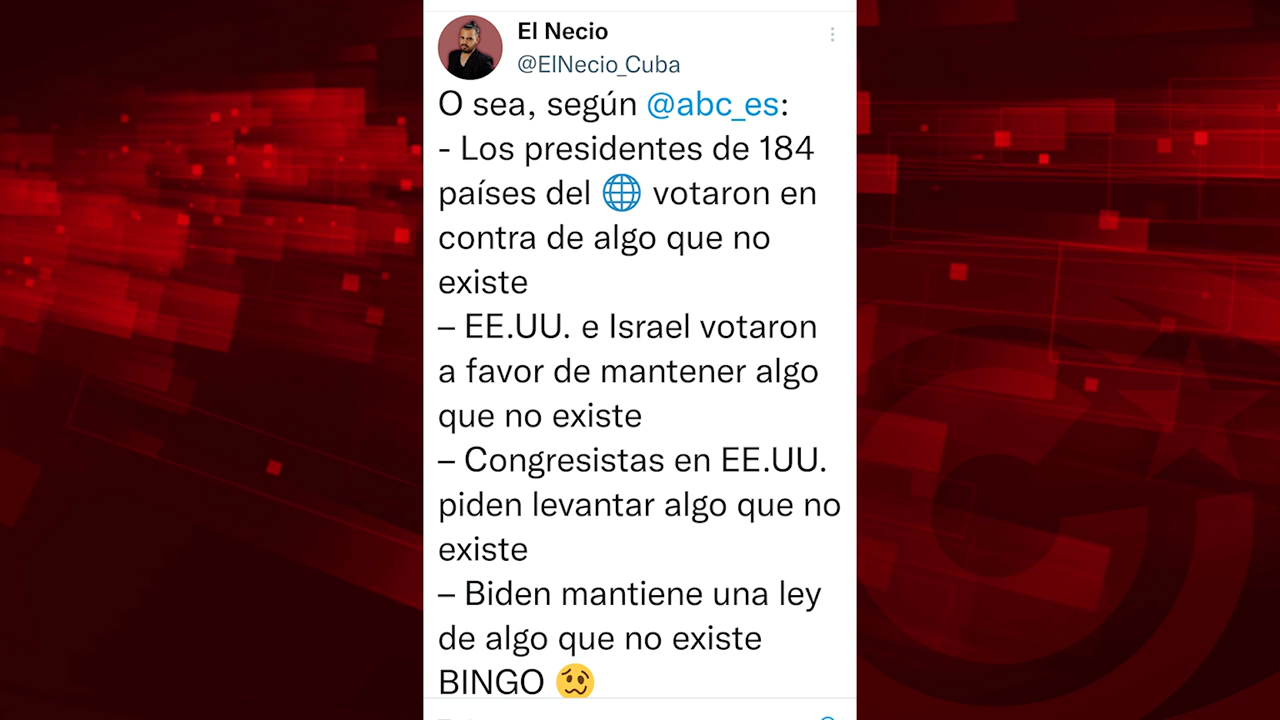 El Necio
@ElNecio_Cuba
O sea, según @abc_es:
- Los presidentes de 184
países del 🌐 votaron en
contra de algo que no
existe
– EE.UU. e Israel votaron
a favor de mantener algo
que no existe
– Congresistas en EE.UU.
piden levantar algo que no
existe
– Biden mantiene una ley
de algo que no existe
BINGO 🥴